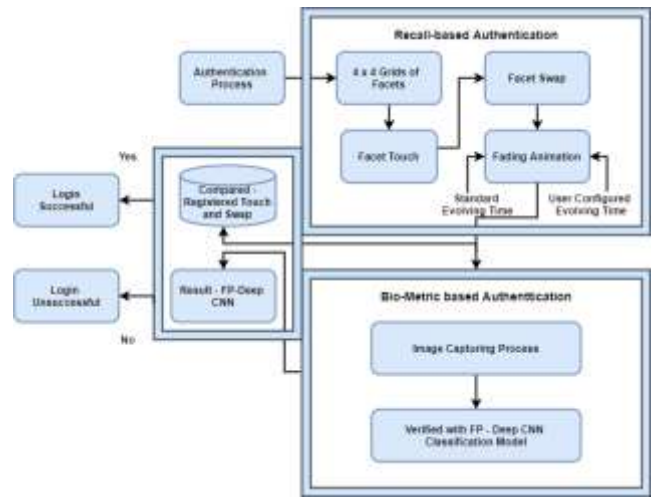 Recall-based Authentication
Authentication
Process
4 x 4 Grids of
Facets
Facet Swap
Facet Touch
Fading Animation
Standard
Evolving Time
User Configured
Evolving Time
Yes
Login
Successful
Compared -
Registered Touch
and Swap
Login
Unsuccessful
No
Result - FP-Deep
CNN
Bio-Metric based Authenttication
Image Capturing Process
Verified with FP - Deep CNN
Classification Model